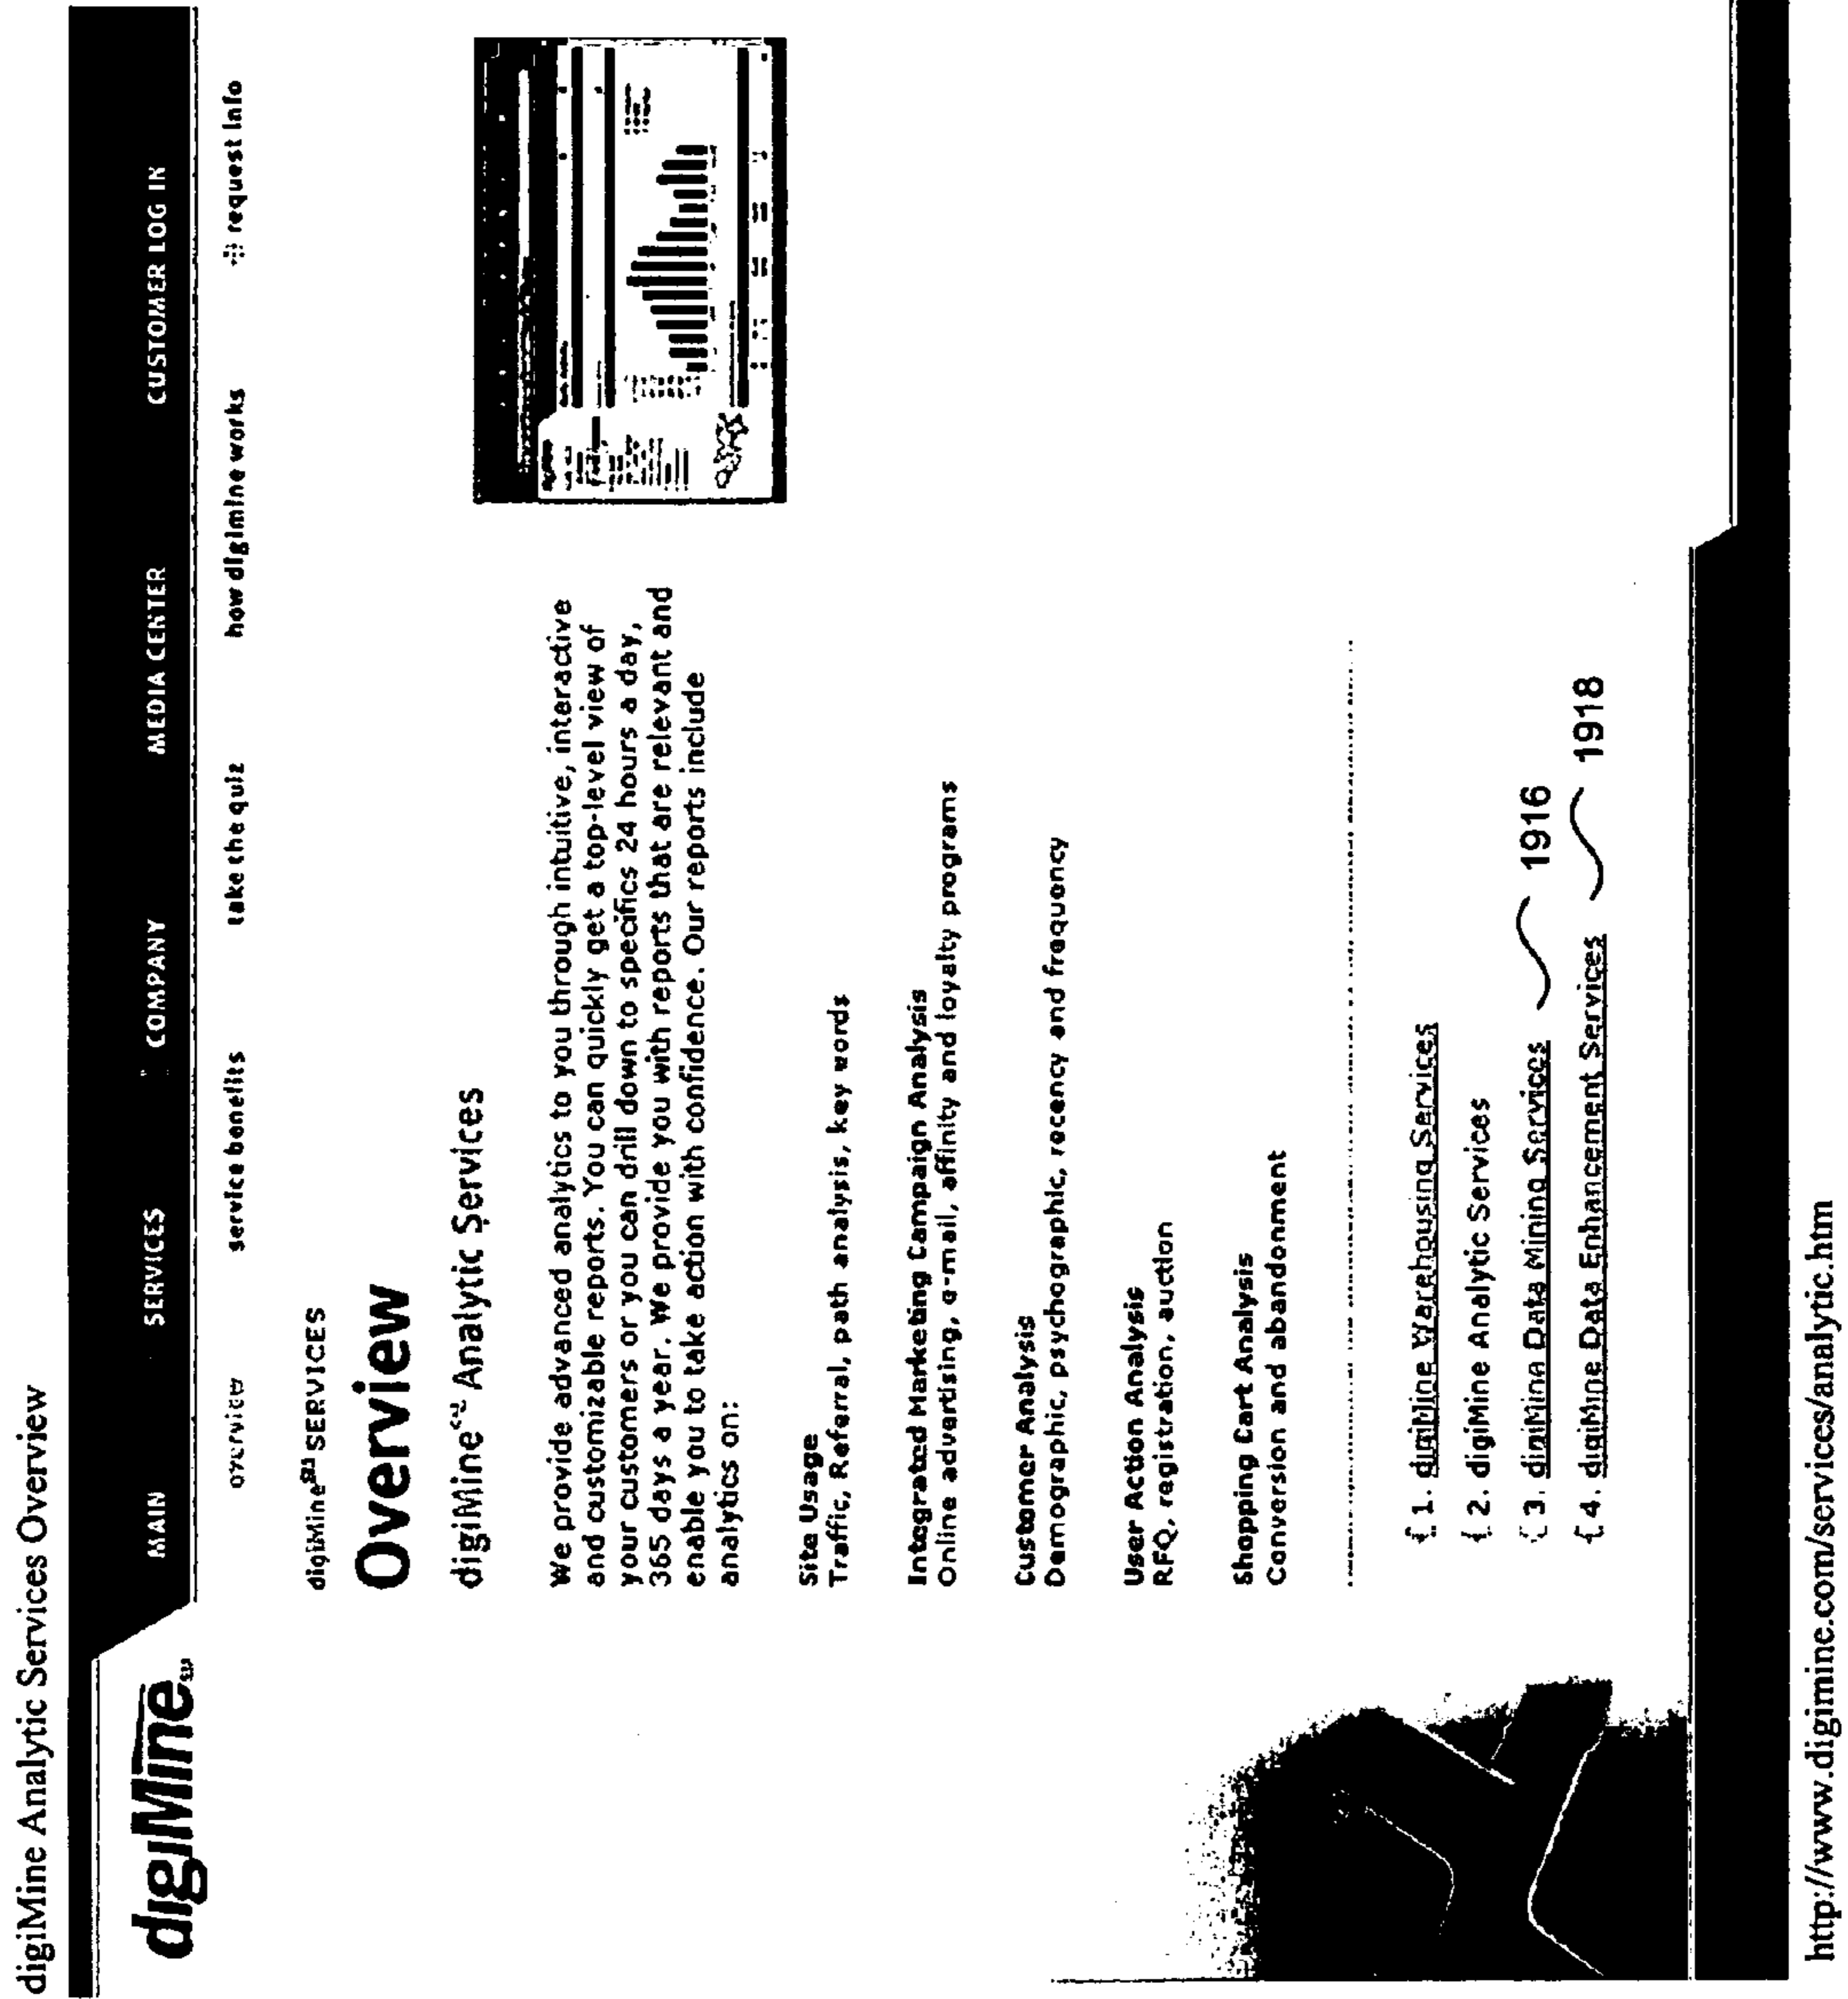 digiMine Analytic Services Overview
digiMine SM
MAIN SERVICES COMPANY MEDIA CENTER CUSTOMER LOG IN
overview service benefits take the quiz how digimine works request info
digiMine SERVICES
Overview
digiMine Analytic Services
We provide advanced analytics to you through intuitive, interactive
and customizable reports. You can quickly get a top-level view of
your customers or you can drill down to specifics 24 hours a day,
365 days a year. We provide you with reports that are relevant and
enable you to take action with confidence. Our reports include
analytics on:
Site Usage
Traffic, Referral, path analysis, key words
Integrated Marketing Campaign Analysis
Online advertising, e-mail, affinity and loyalty programs
Customer Analysis
Demographic, psychographic, recency and frequency
User Action Analysis
RFQ, registration, auction
Shopping Cart Analysis
Conversion and abandonment
1. digiMine Warehousing Services
2. digiMine Analytic Services
3. digiMine Data Mining Services 1916
4. digiMine Data Enhancement Services 1918
http://www.digimine.com/services/analytic.htm